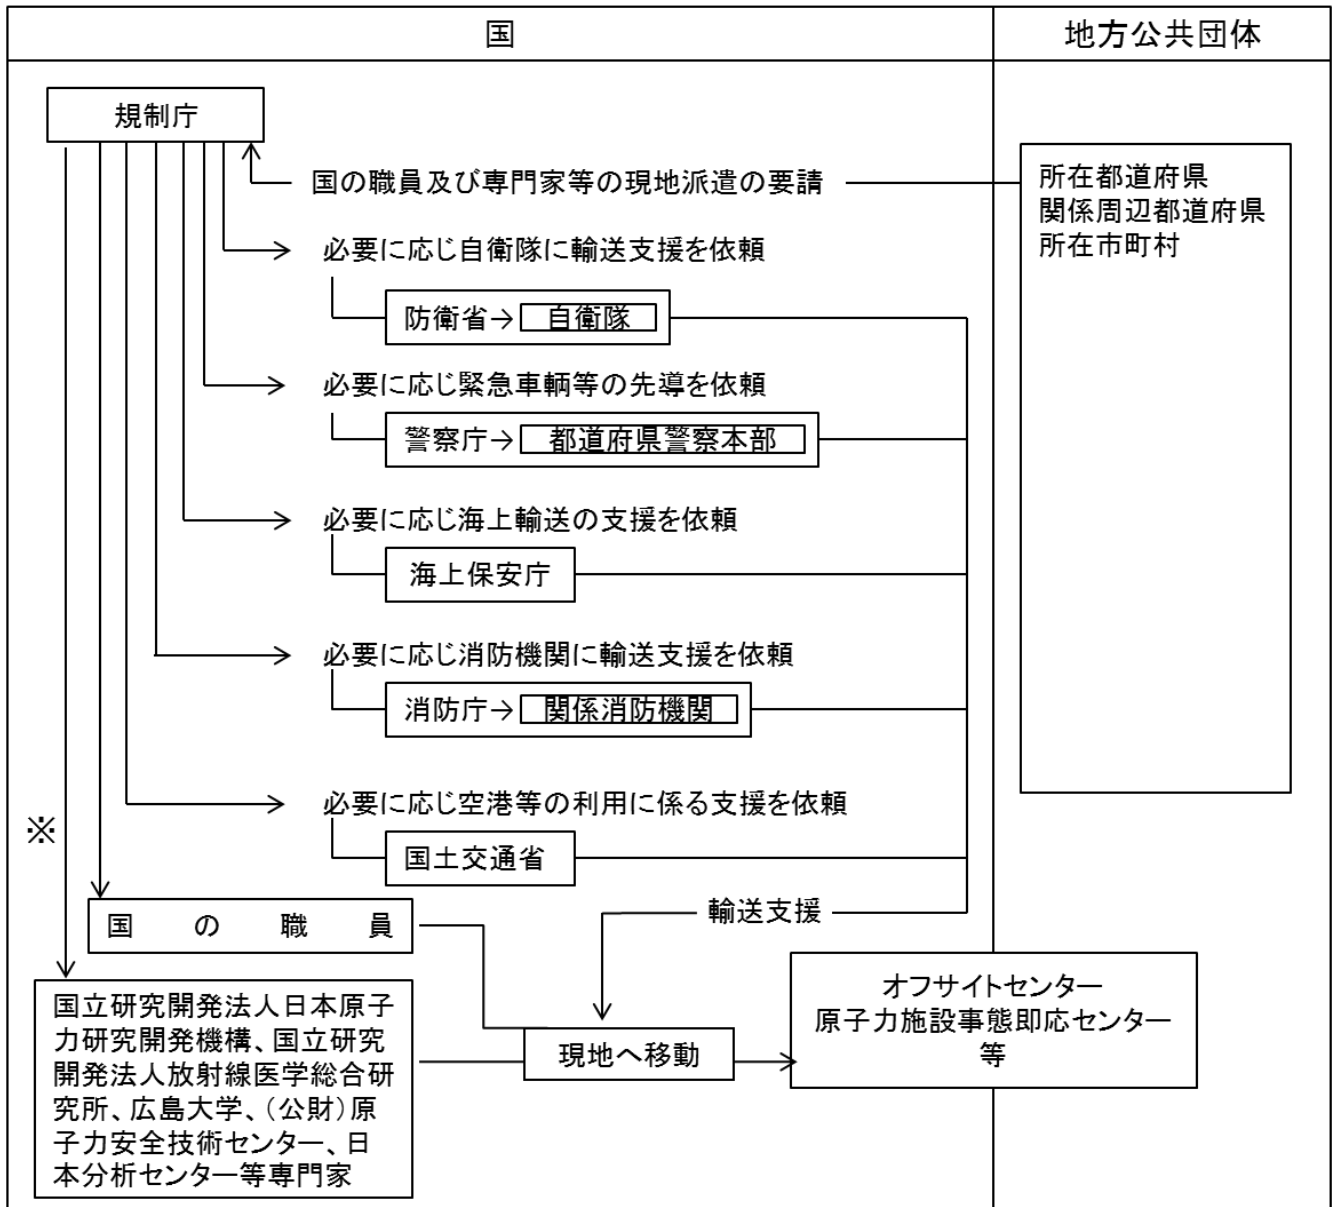 国
地方公共団体
規制庁
国の職員及び専門家等の現地派遣の要請
所在都道府県
関係周辺都道府県
所在市町村
必要に応じ自衛隊に輸送支援を依頼
防衛省→ 自衛隊
必要に応じ緊急車輌等の先導を依頼
警察庁→ 都道府県警察本部
必要に応じ海上輸送の支援を依頼
海上保安庁
必要に応じ消防機関に輸送支援を依頼
消防庁→ 関係消防機関
必要に応じ空港等の利用に係る支援を依頼
※
国土交通省
国の職員
輸送支援
国立研究開発法人日本原子
力研究開発機構、国立研究
開発法人放射線医学総合研
究所、広島大学、（公財）原
子力安全技術センター、日
本分析センター等専門家
現地へ移動
オフサイトセンター
原子力施設事態即応センター
等